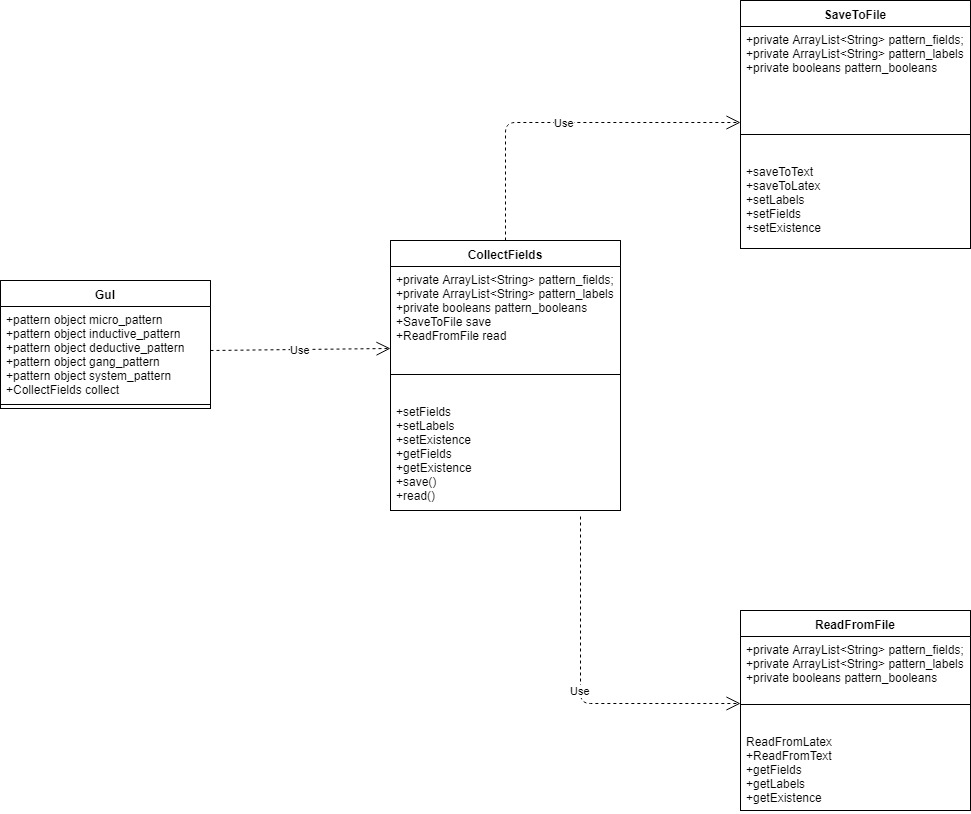 SaveToFile
+private ArrayList<String> pattern_fields;
+private ArrayList<String> pattern_labels
+private booleans pattern_booleans
+saveToText
+saveToLatex
+setLabels
+setFields
+setExistence
Use
CollectFields
+private ArrayList<String> pattern_fields;
+private ArrayList<String> pattern_labels
+private booleans pattern_booleans
+SaveToFile save
+ReadFromFile read
+setFields
+setLabels
+setExistence
+getFields
+getExistence
+save()
+read()
GuI
+pattern object micro_pattern
+pattern object inductive_pattern
+pattern object deductive_pattern
+pattern object gang_pattern
+pattern object system_pattern
+CollectFields collect
Use
Use
ReadFromFile
+private ArrayList<String> pattern_fields;
+private ArrayList<String> pattern_labels
+private booleans pattern_booleans
ReadFromLatex
+ReadFromText
+getFields
+getLabels
+getExistence